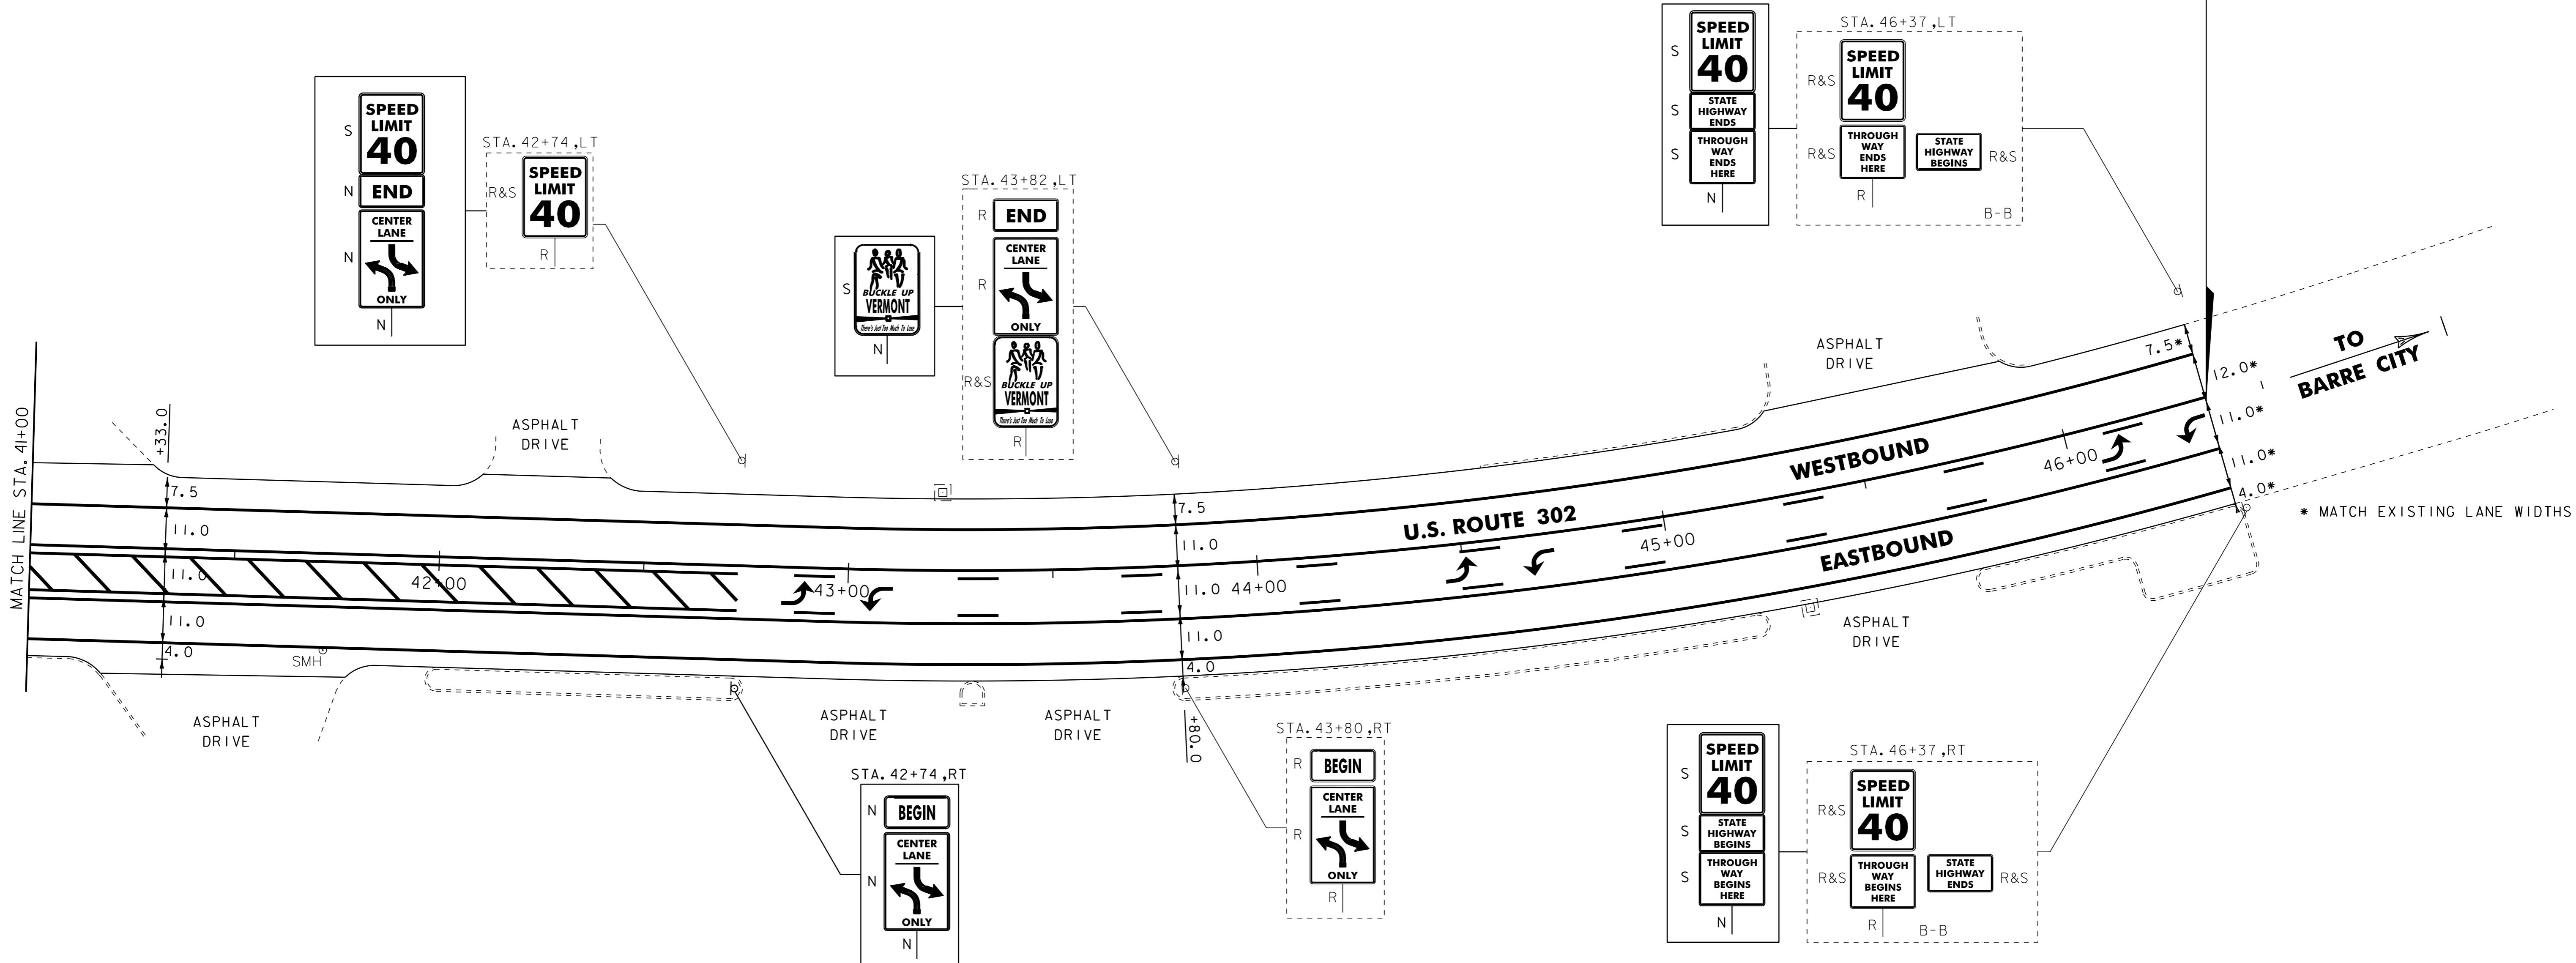 SPEED
LIMIT
40
S
END
N
CENTER
LANE
ONLY
N
N
STA. 42+74 ,LT
SPEED
LIMIT
40
R&S
R
STA. 43+82 ,LT
R
END
CENTER
LANE
ONLY
R
BUCKLE UP
VERMONT
There's Just Too Much To Lose
R&S
R
S
BUCKLE UP
VERMONT
There's Just Too Much To Lose
N
S
SPEED
LIMIT
40
S
STATE
HIGHWAY
ENDS
S
THROUGH
WAY
ENDS
HERE
N
STA. 46+37 ,LT
R&S
SPEED
LIMIT
40
R&S
THROUGH
WAY
ENDS
HERE
STATE
HIGHWAY
BEGINS
R&S
R
B-B
MATCH LINE STA. 41+00
+33.0
7.5
11.0
11.0
11.0
4.0
SMH
ASPHALT
DRIVE
ASPHALT
DRIVE
42+00
43+00
44+00
45+00
46+00
7.5
11.0
11.0
11.0
4.0
+80.0
U.S. ROUTE 302
WESTBOUND
EASTBOUND
ASPHALT
DRIVE
7.5*
12.0*
11.0*
11.0*
4.0*
TO
BARRE CITY
* MATCH EXISTING LANE WIDTHS
ASPHALT
DRIVE
ASPHALT
DRIVE
ASPHALT
DRIVE
STA. 42+74 ,RT
N
BEGIN
N
CENTER
LANE
ONLY
N
STA. 43+80 ,RT
R
BEGIN
R
CENTER
LANE
ONLY
R
S
SPEED
LIMIT
40
S
STATE
HIGHWAY
BEGINS
S
THROUGH
WAY
BEGINS
HERE
N
STA. 46+37 ,RT
R&S
SPEED
LIMIT
40
R&S
THROUGH
WAY
BEGINS
HERE
STATE
HIGHWAY
ENDS
R&S
R
B-B